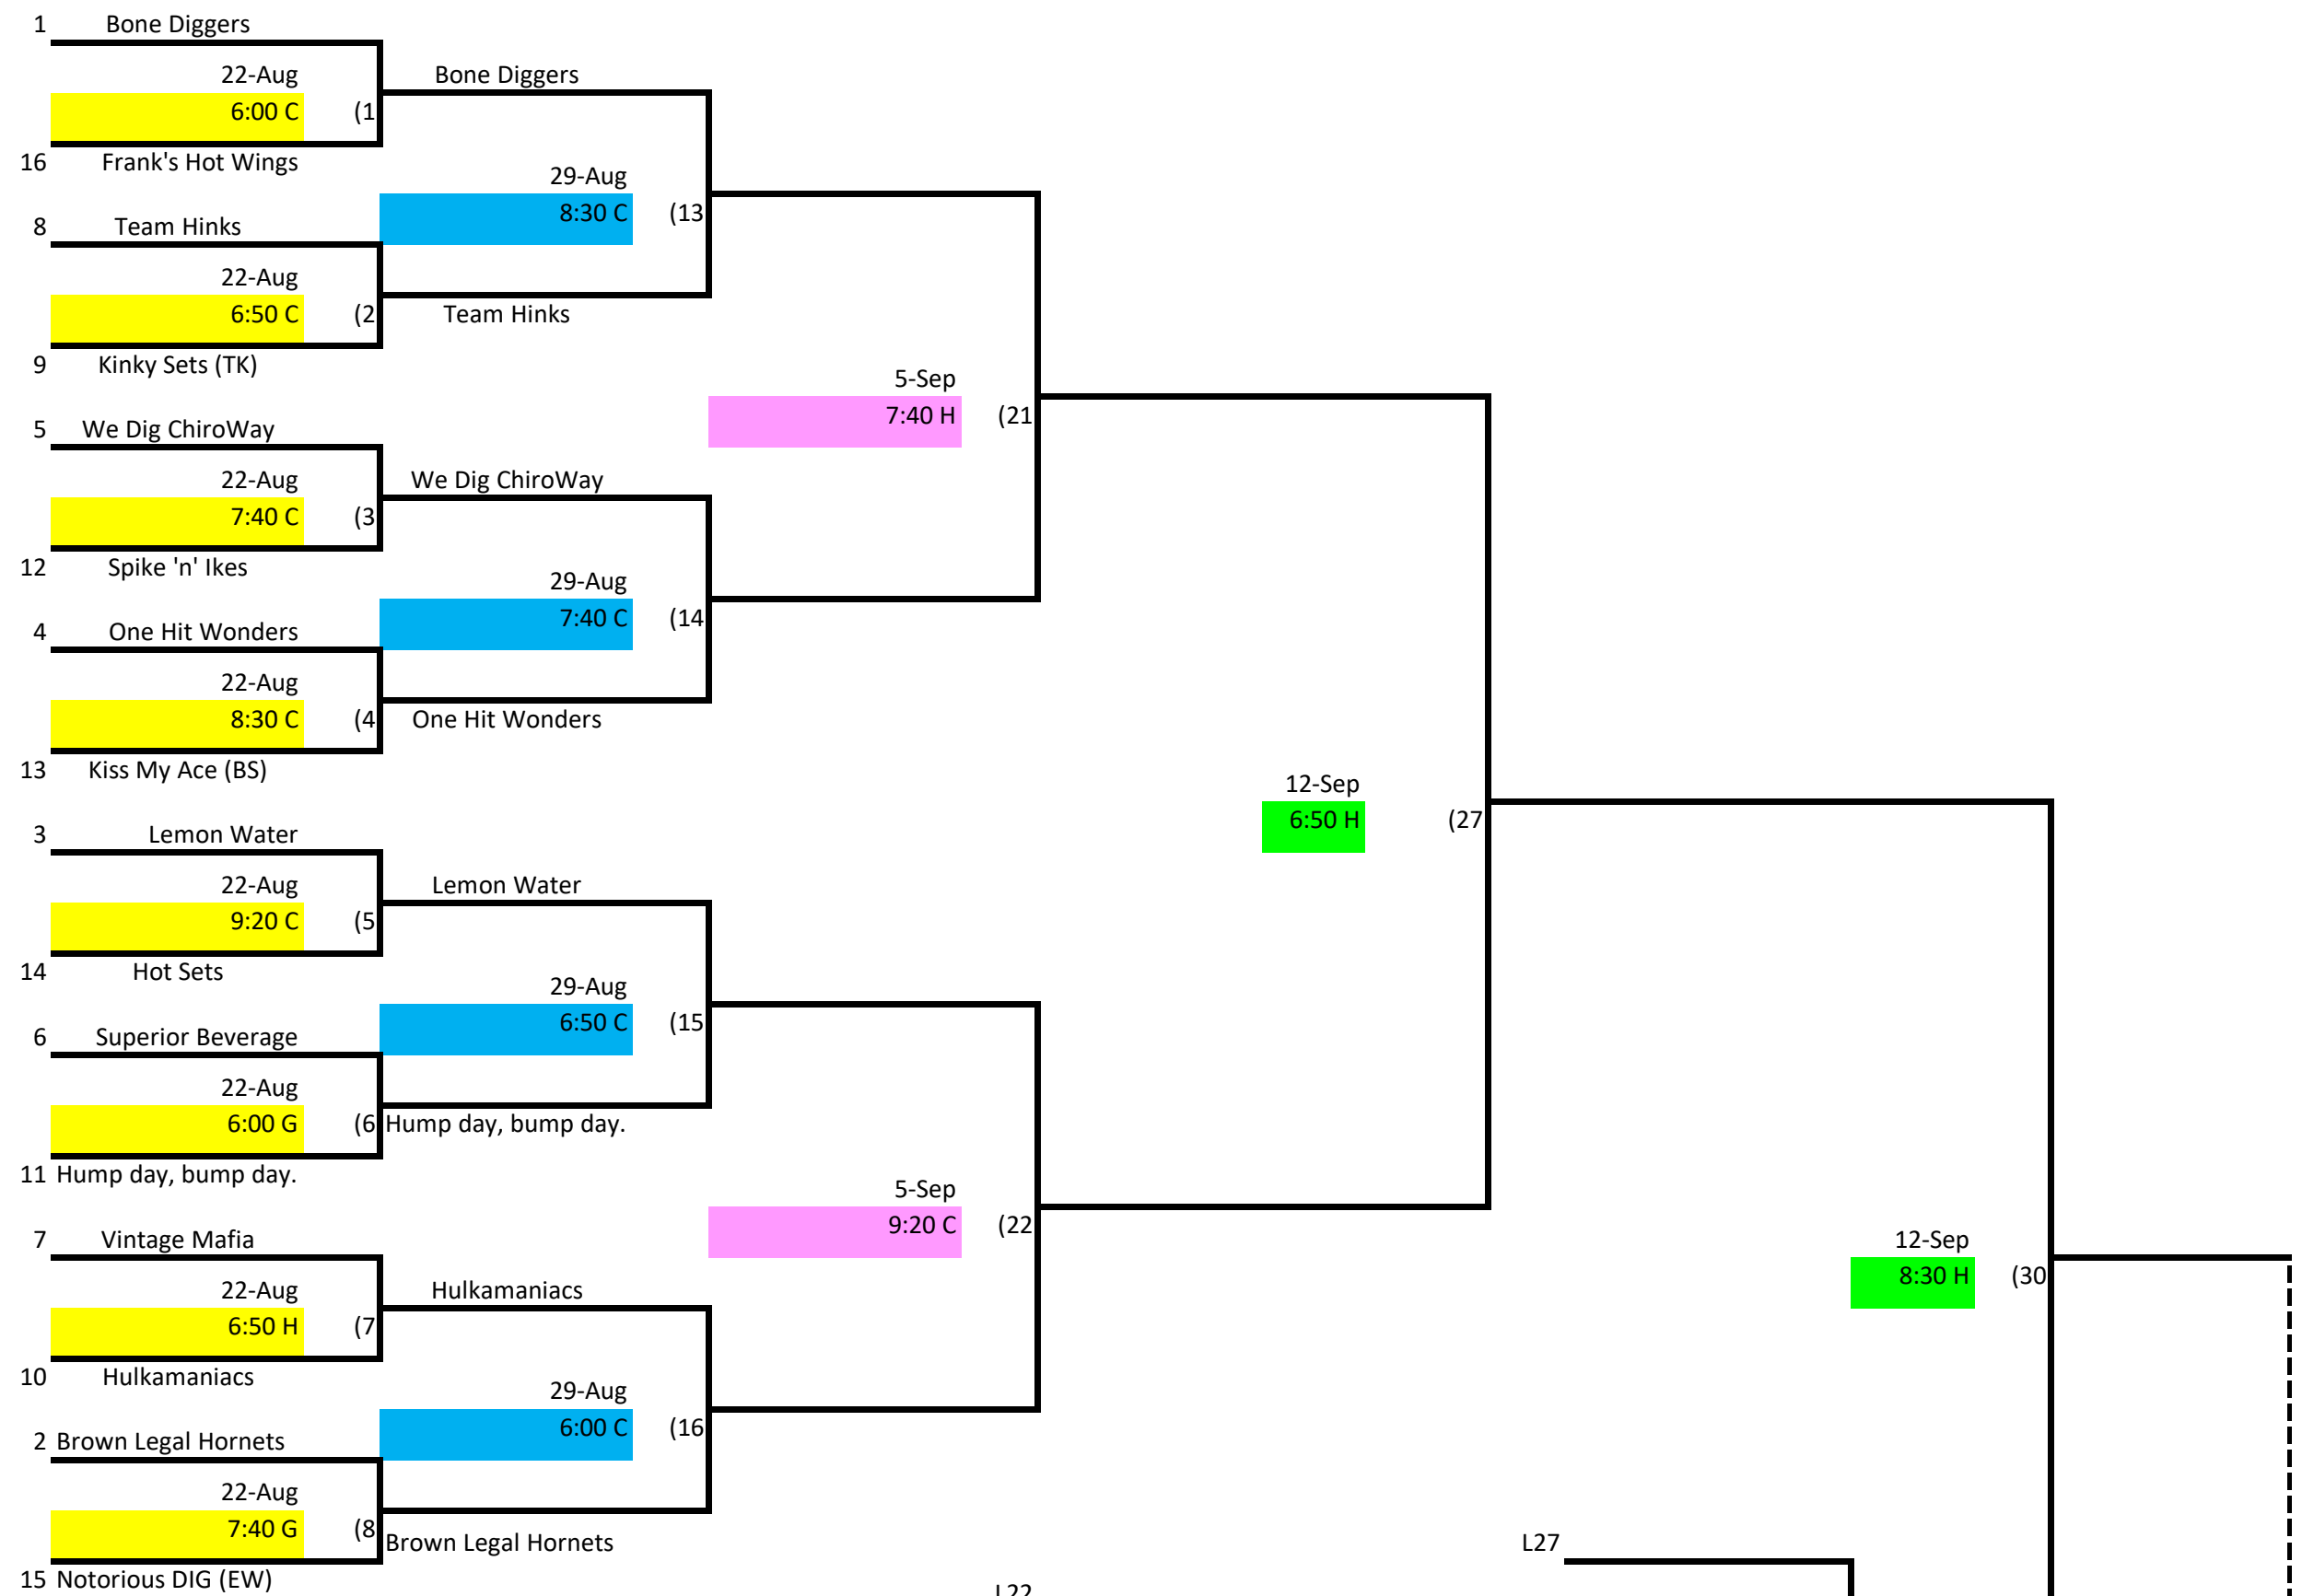 1 Bone Diggers
22-Aug Bone Diggers
6:00 C (1
16 Frank's Hot Wings
29-Aug
8:30 C (13
8 Team Hinks
22-Aug
6:50 C (2 Team Hinks
9 Kinky Sets (TK)
5-Sep
7:40 H (21
5 We Dig ChiroWay
22-Aug We Dig ChiroWay
7:40 C (3
12 Spike 'n' Ikes
29-Aug
7:40 C (14
4 One Hit Wonders
22-Aug
8:30 C (4 One Hit Wonders
13 Kiss My Ace (BS)
12-Sep
6:50 H (27
3 Lemon Water
22-Aug Lemon Water
9:20 C (5
14 Hot Sets
29-Aug
6:50 C (15
6 Superior Beverage
22-Aug
6:00 G (6 Hump day, bump day.
11 Hump day, bump day.
5-Sep
9:20 C (22
7 Vintage Mafia
12-Sep
8:30 H (30
22-Aug Hulkamaniacs
6:50 H (7
10 Hulkamaniacs
29-Aug
6:00 C (16
2 Brown Legal Hornets
22-Aug
7:40 G (8 Brown Legal Hornets
L27
15 Notorious DIG (EW)
L22